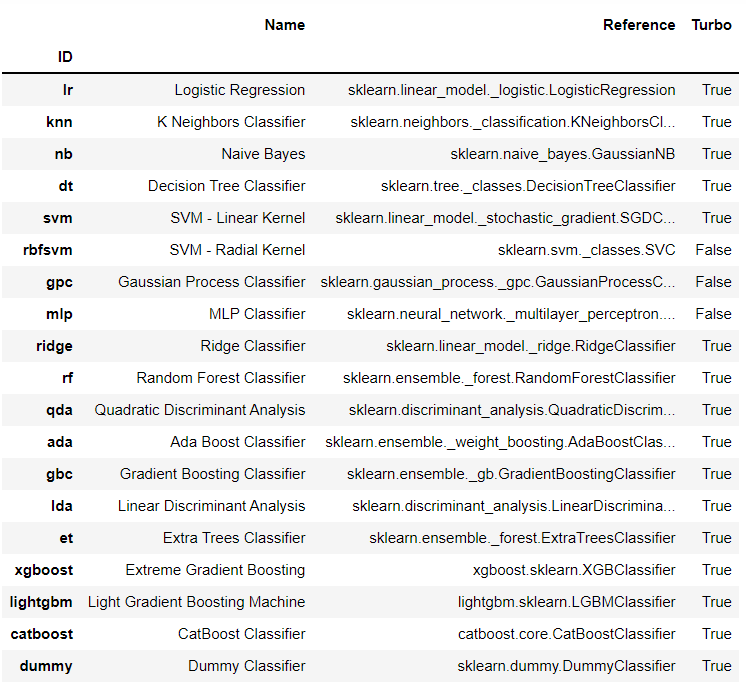 Name Reference Turbo
ID
lr Logistic Regression sklearn.linear_model._logistic.LogisticRegression True
knn K Neighbors Classifier sklearn.neighbors._classification.KNeighborsCl... True
nb Naive Bayes sklearn.naive_bayes.GaussianNB True
dt Decision Tree Classifier sklearn.tree._classes.DecisionTreeClassifier True
svm SVM - Linear Kernel sklearn.linear_model._stochastic_gradient.SGDC... True
rbfsvm SVM - Radial Kernel sklearn.svm._classes.SVC False
gpc Gaussian Process Classifier sklearn.gaussian_process._gpc.GaussianProcessC... False
mlp MLP Classifier sklearn.neural_network._multilayer_perceptron.... False
ridge Ridge Classifier sklearn.linear_model._ridge.RidgeClassifier True
rf Random Forest Classifier sklearn.ensemble._forest.RandomForestClassifier True
qda Quadratic Discriminant Analysis sklearn.discriminant_analysis.QuadraticDiscrim... True
ada Ada Boost Classifier sklearn.ensemble._weight_boosting.AdaBoostClas... True
gbc Gradient Boosting Classifier sklearn.ensemble._gb.GradientBoostingClassifier True
lda Linear Discriminant Analysis sklearn.discriminant_analysis.LinearDiscrimina... True
et Extra Trees Classifier sklearn.ensemble._forest.ExtraTreesClassifier True
xgboost Extreme Gradient Boosting xgboost.sklearn.XGBClassifier True
lightgbm Light Gradient Boosting Machine lightgbm.sklearn.LGBMClassifier True
catboost CatBoost Classifier catboost.core.CatBoostClassifier True
dummy Dummy Classifier sklearn.dummy.DummyClassifier True